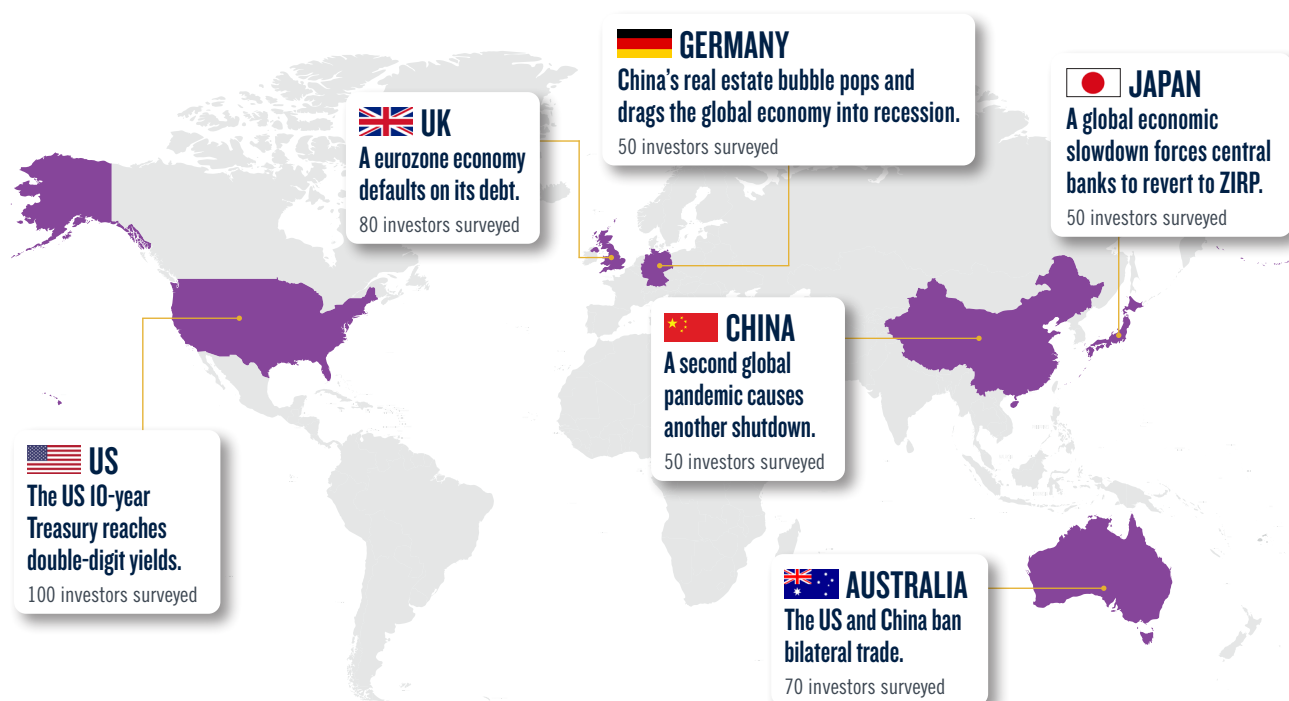 GERMANY
China's real estate bubble pops and
drags the global economy into recession.
50 investors surveyed
JAPAN
A global economic
slowdown forces central
banks to revert to ZIRP.
50 investors surveyed
UK
A eurozone economy
defaults on its debt.
80 investors surveyed
CHINA
A second global
pandemic causes
another shutdown.
50 investors surveyed
US
The US 10-year
Treasury reaches
double-digit yields.
100 investors surveyed
AUSTRALIA
The US and China ban
bilateral trade.
70 investors surveyed